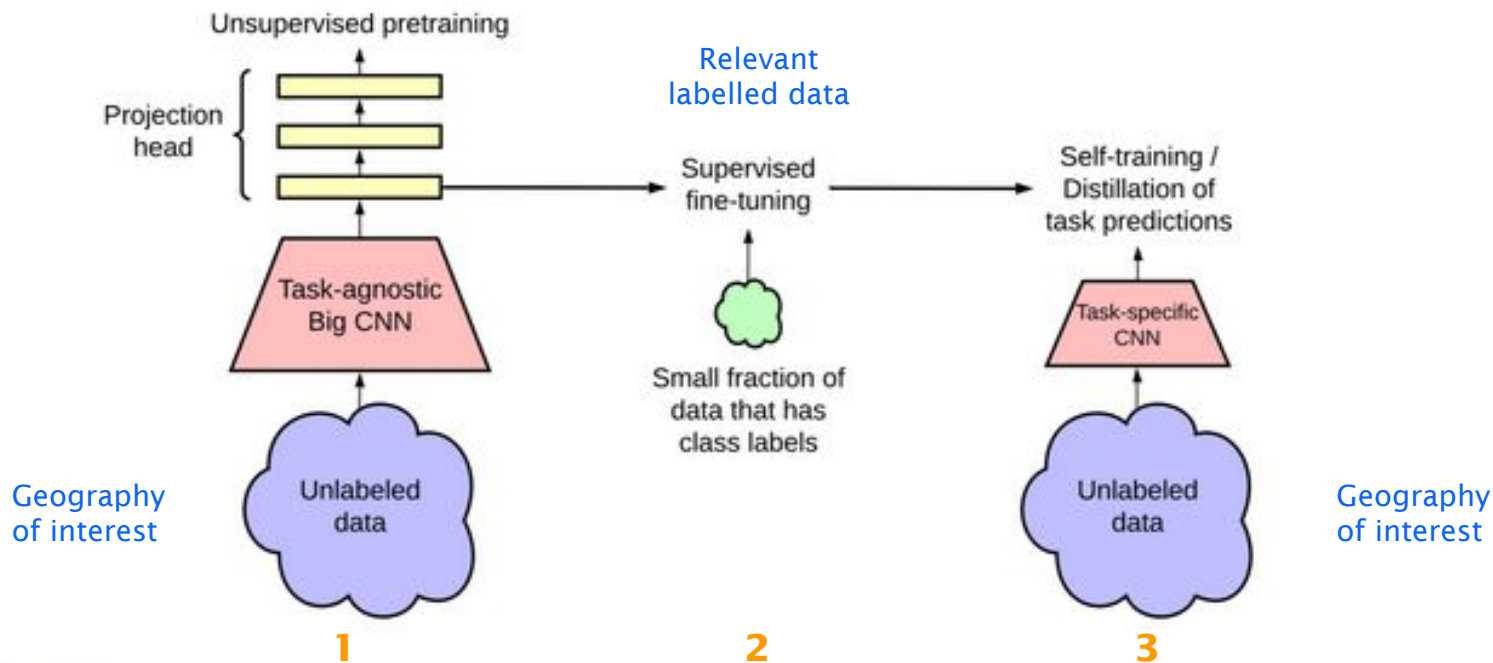 Unsupervised pretraining
Projection
head
Task-agnostic
Big CNN
Unlabeled
data
Geography
of interest
1
Relevant
labelled data
Supervised
fine-tuning
Small fraction of
data that has
class labels
2
Self-training /
Distillation of
task predictions
Task-specific
CNN
Unlabeled
data
Geography
of interest
3